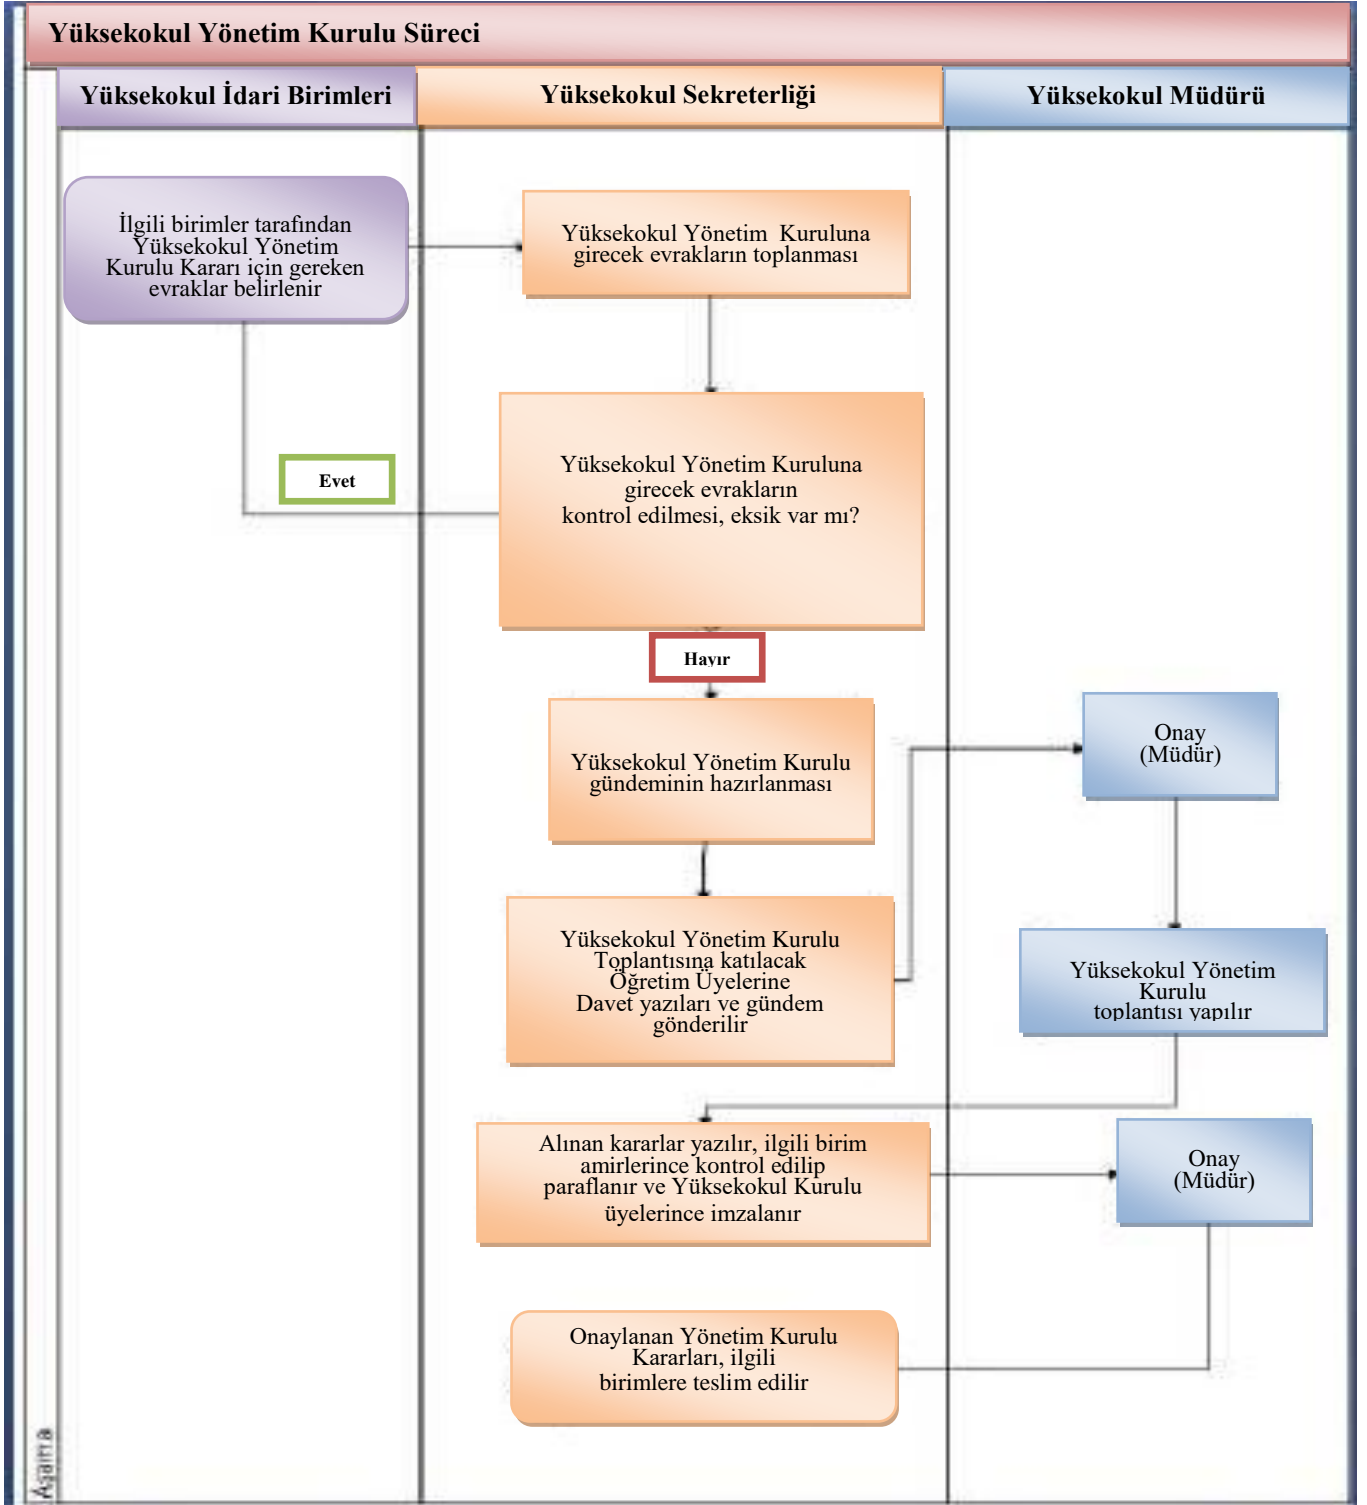 Yüksekokul Yönetim Kurulu Süreci
Yüksekokul İdari Birimleri
Yüksekokul Sekreterliği
Yüksekokul Müdürü
İlgili birimler tarafından
Yüksekokul Yönetim
Kurulu Kararı için gereken
evraklar belirlenir
Yüksekokul Yönetim Kuruluna
girecek evrakların toplanması
Yüksekokul Yönetim Kuruluna
girecek evrakların
kontrol edilmesi, eksik var mı?
Evet
Hayır
Yüksekokul Yönetim Kurulu
gündeminin hazırlanması
Onay
(Müdür)
Yüksekokul Yönetim Kurulu
Toplantısına katılacak
Öğretim Üyelerine
Davet yazıları ve gündem
gönderilir
Yüksekokul Yönetim
Kurulu
toplantısı yapılır
Alınan kararlar yazılır, ilgili birim
amirlerince kontrol edilip
paraflanır ve Yüksekokul Kurulu
üyelerince imzalanır
Onay
(Müdür)
Onaylanan Yönetim Kurulu
Kararları, ilgili
birimlere teslim edilir
Aşama